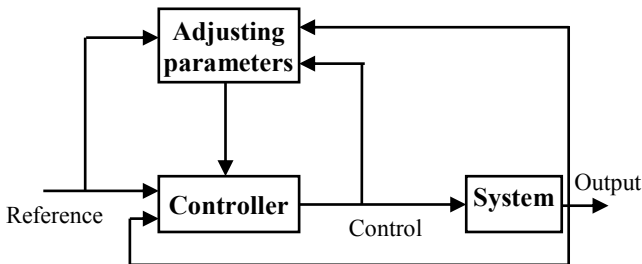 Adjusting
parameters
Reference
Controller
Control
System
Output